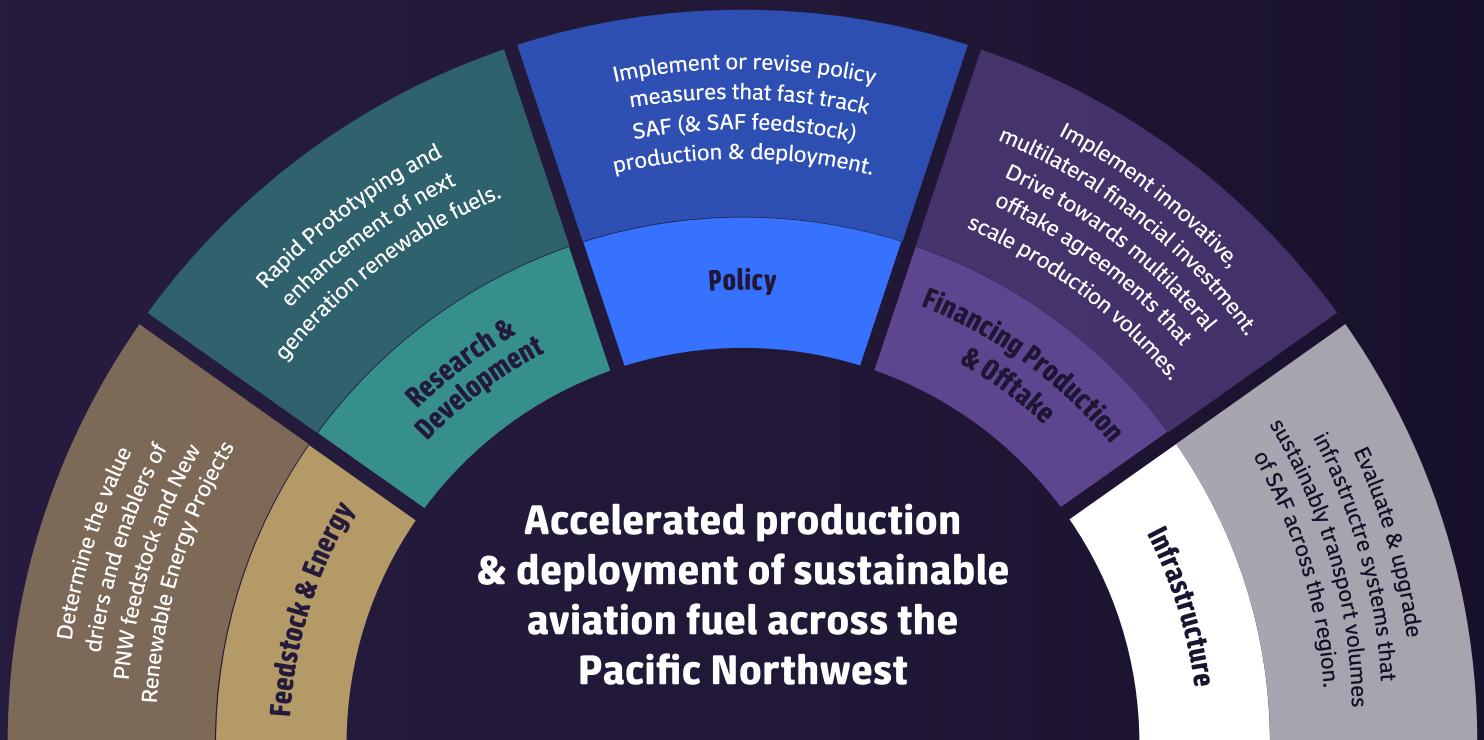 Determine the value
driers and enablers of
PNW feedstock and New
Renewable Energy Projects
Feedstock & Energy
Rapid Prototyping and
enhancement of next
generation renewable fuels.
Research &
Development
Implement or revise policy
measures that fast track
SAF (& SAF feedstock)
production & deployment.
Policy
Implement innovative,
multilateral financial investment.
Drive towards multilateral
offtake agreements that
scale production volumes.
Financing Production
& Offtake
Evaluate & upgrade
infrastructre systems that
sustainably transport volumes
of SAF across the region.
Infrastructure
Accelerated production
& deployment of sustainable
aviation fuel across the
Pacific Northwest